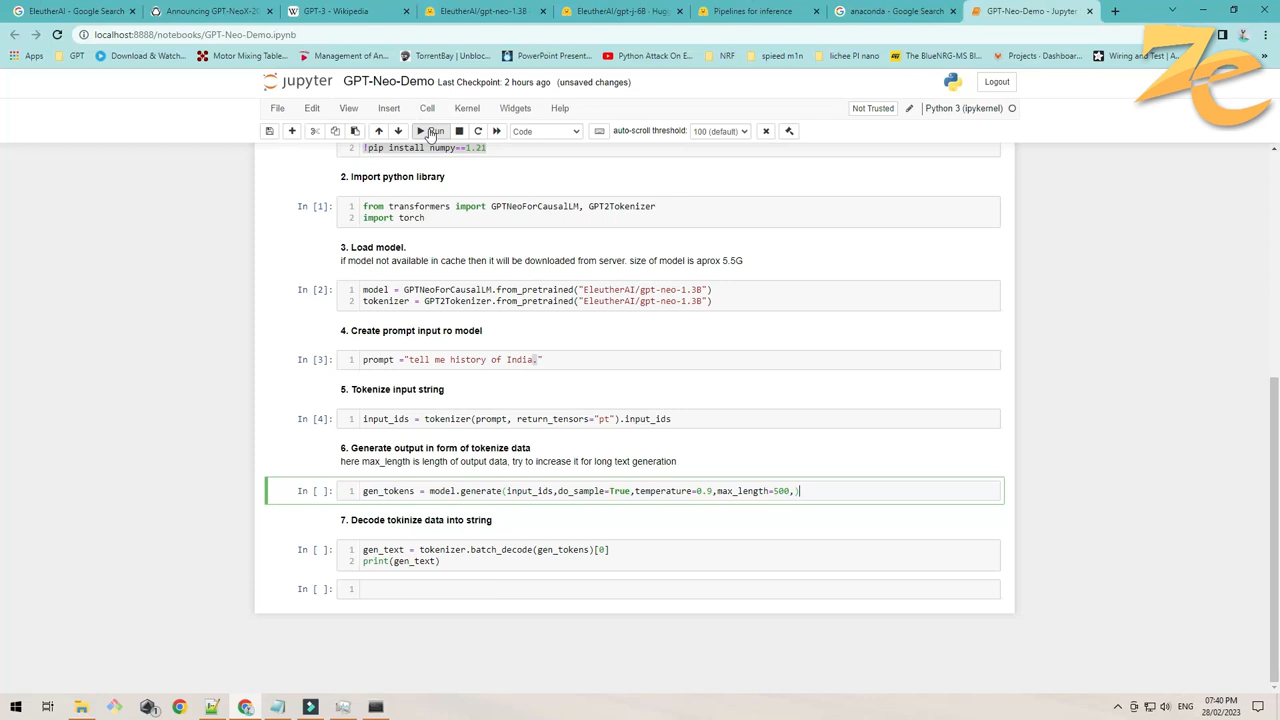 EleutherAI - Google Search
Announcing GPT-NeoX-20
GPT-3 - Wikipedia
EleutherAI/gpt-neo-1.3B
EleutherAI/gpt-j-6B · Hugg
Pipelines for inference
anaconda - Google Search
GPT-Neo-Demo - Jupyter
localhost:8888/notebooks/GPT-Neo-Demo.ipynb
Apps
GPT
Download & Watch...
Motor Mixing Table...
Management of An...
TorrentBay | Unbloc...
PowerPoint Present...
Python Attack On E...
NRF
spieed m1n
lichee PI nano
The BlueNRG-MS Bl...
Projects · Dashboar...
Wiring and Test | A...
»
ZC
jupyter GPT-Neo-Demo Last Checkpoint: 2 hours ago (unsaved changes)
Logout
File Edit View Insert Cell Kernel Widgets Help
Not Trusted
Python 3 (ipykernel)
Run
Code
auto-scroll threshold:
100 (default)
2 !pip install numpy==1.21
2. Import python library
In [1]: 1 from transformers import GPTNeoForCausalLM, GPT2Tokenizer
2 import torch
3. Load model.
if model not available in cache then it will be downloaded from server. size of model is aprox 5.5G
In [2]: 1 model = GPTNeoForCausalLM.from_pretrained("EleutherAI/gpt-neo-1.3B")
2 tokenizer = GPT2Tokenizer.from_pretrained("EleutherAI/gpt-neo-1.3B")
4. Create prompt input ro model
In [3]: 1 prompt ="tell me history of India."
5. Tokenize input string
In [4]: 1 input_ids = tokenizer(prompt, return_tensors="pt").input_ids
6. Generate output in form of tokenize data
here max_length is length of output data, try to increase it for long text generation
In [ ]: 1 gen_tokens = model.generate(input_ids,do_sample=True,temperature=0.9,max_length=500,)
7. Decode tokinize data into string
In [ ]: 1 gen_text = tokenizer.batch_decode(gen_tokens)[0]
2 print(gen_text)
In [ ]: 1
ENG
07:40 PM
28/02/2023